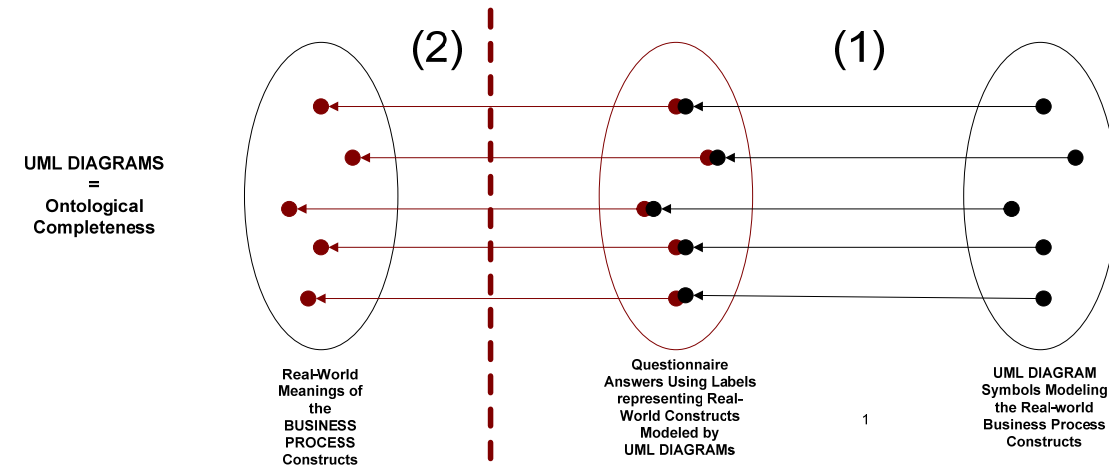 (2)
(1)
UML DIAGRAMS
=
Ontological
Completeness
Real-World
Meanings of
the
BUSINESS
PROCESS
Constructs
Questionnaire
Answers Using Labels
representing Real-
World Constructs
Modeled by
UML DIAGRAMs
1
UML DIAGRAM
Symbols Modeling
the Real-world
Business Process
Constructs